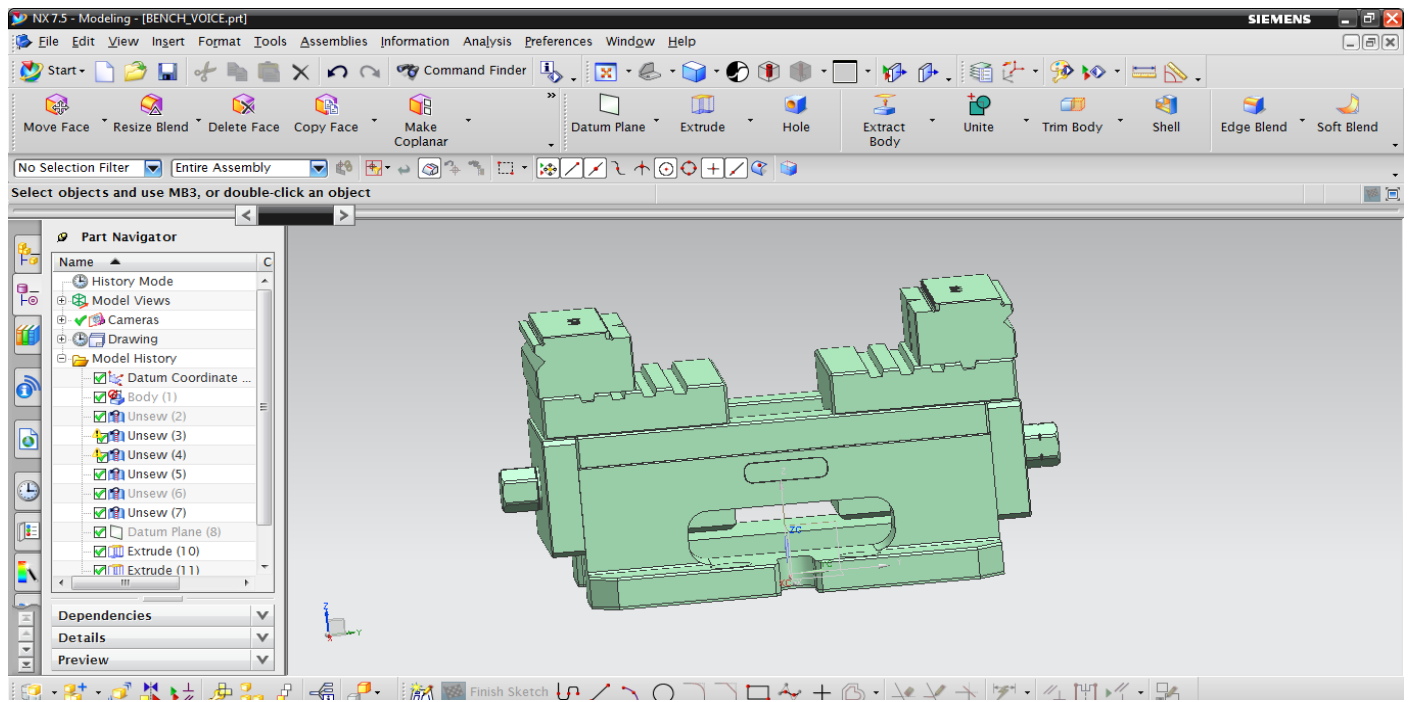 NX 7.5 - Modeling - [BENCH_VOICE.prt]
SIEMENS
File Edit View Insert Format Tools Assemblies Information Analysis Preferences Window Help
Start Command Finder
Move Face Resize Blend Delete Face Copy Face Make Coplanar Datum Plane Extrude Hole Extract Body Unite Trim Body Shell Edge Blend Soft Blend
No Selection Filter Entire Assembly
Select objects and use MB3, or double-click an object
Part Navigator
Name C
History Mode
Model Views
Cameras
Drawing
Model History
Datum Coordinate ...
Body (1)
Unsew (2)
Unsew (3)
Unsew (4)
Unsew (5)
Unsew (6)
Unsew (7)
Datum Plane (8)
Extrude (10)
Extrude (11)
Dependencies
Details
Preview
Z
ZC
Z
Y
X
Finish Sketch